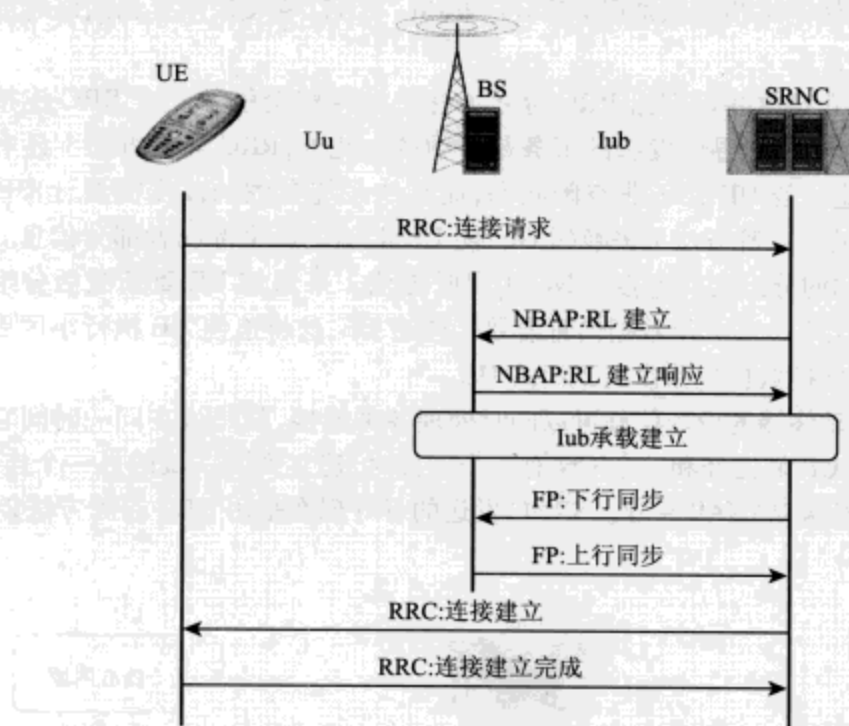 UE
BS
SRNC
Uu
Iub
RRC:连接请求
NBAP:RL 建立
NBAP:RL 建立响应
Iub承载建立
FP:下行同步
FP:上行同步
RRC:连接建立
RRC:连接建立完成